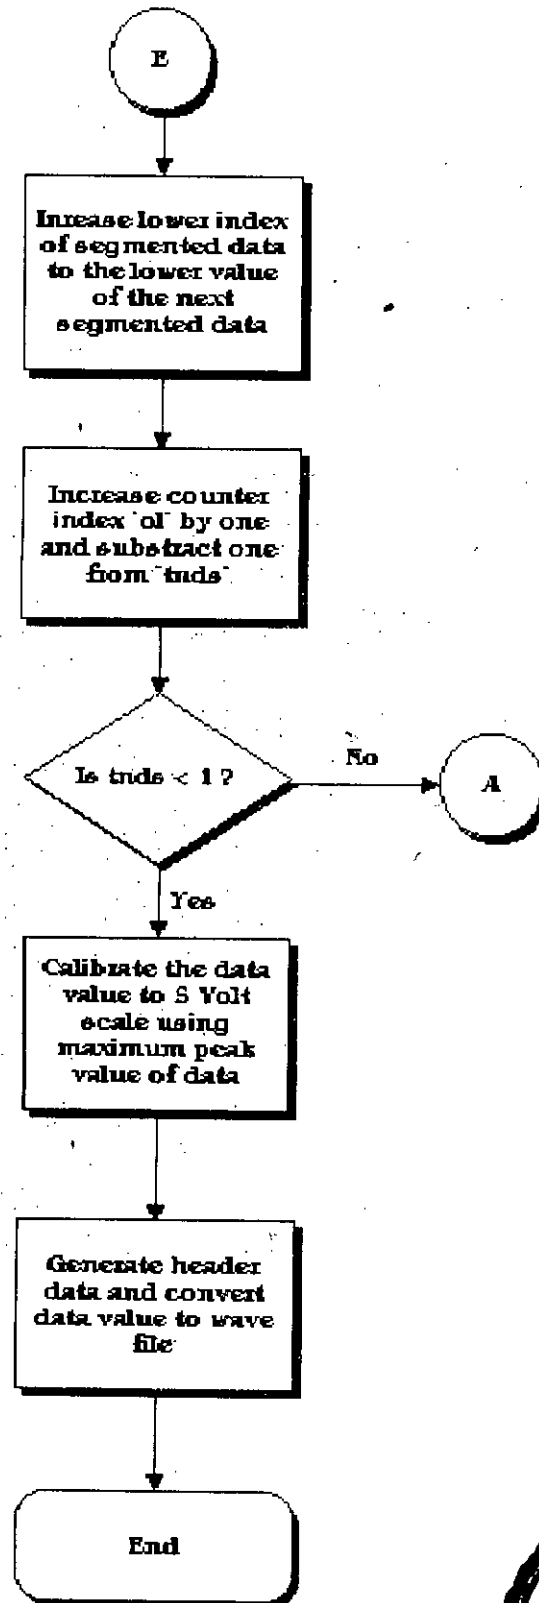 E
Inrease lower index
of segmented data
to the lower value
of the next
segmented data
Increase counter
index "ol" by one
and substract one
from "tnds"
Is tnds < 1 ?
No
A
Yes
Calibrate the data
value to 5 Volt
scale using
maximum peak
value of data
Generate header
data and convert
data value to wave
file
End